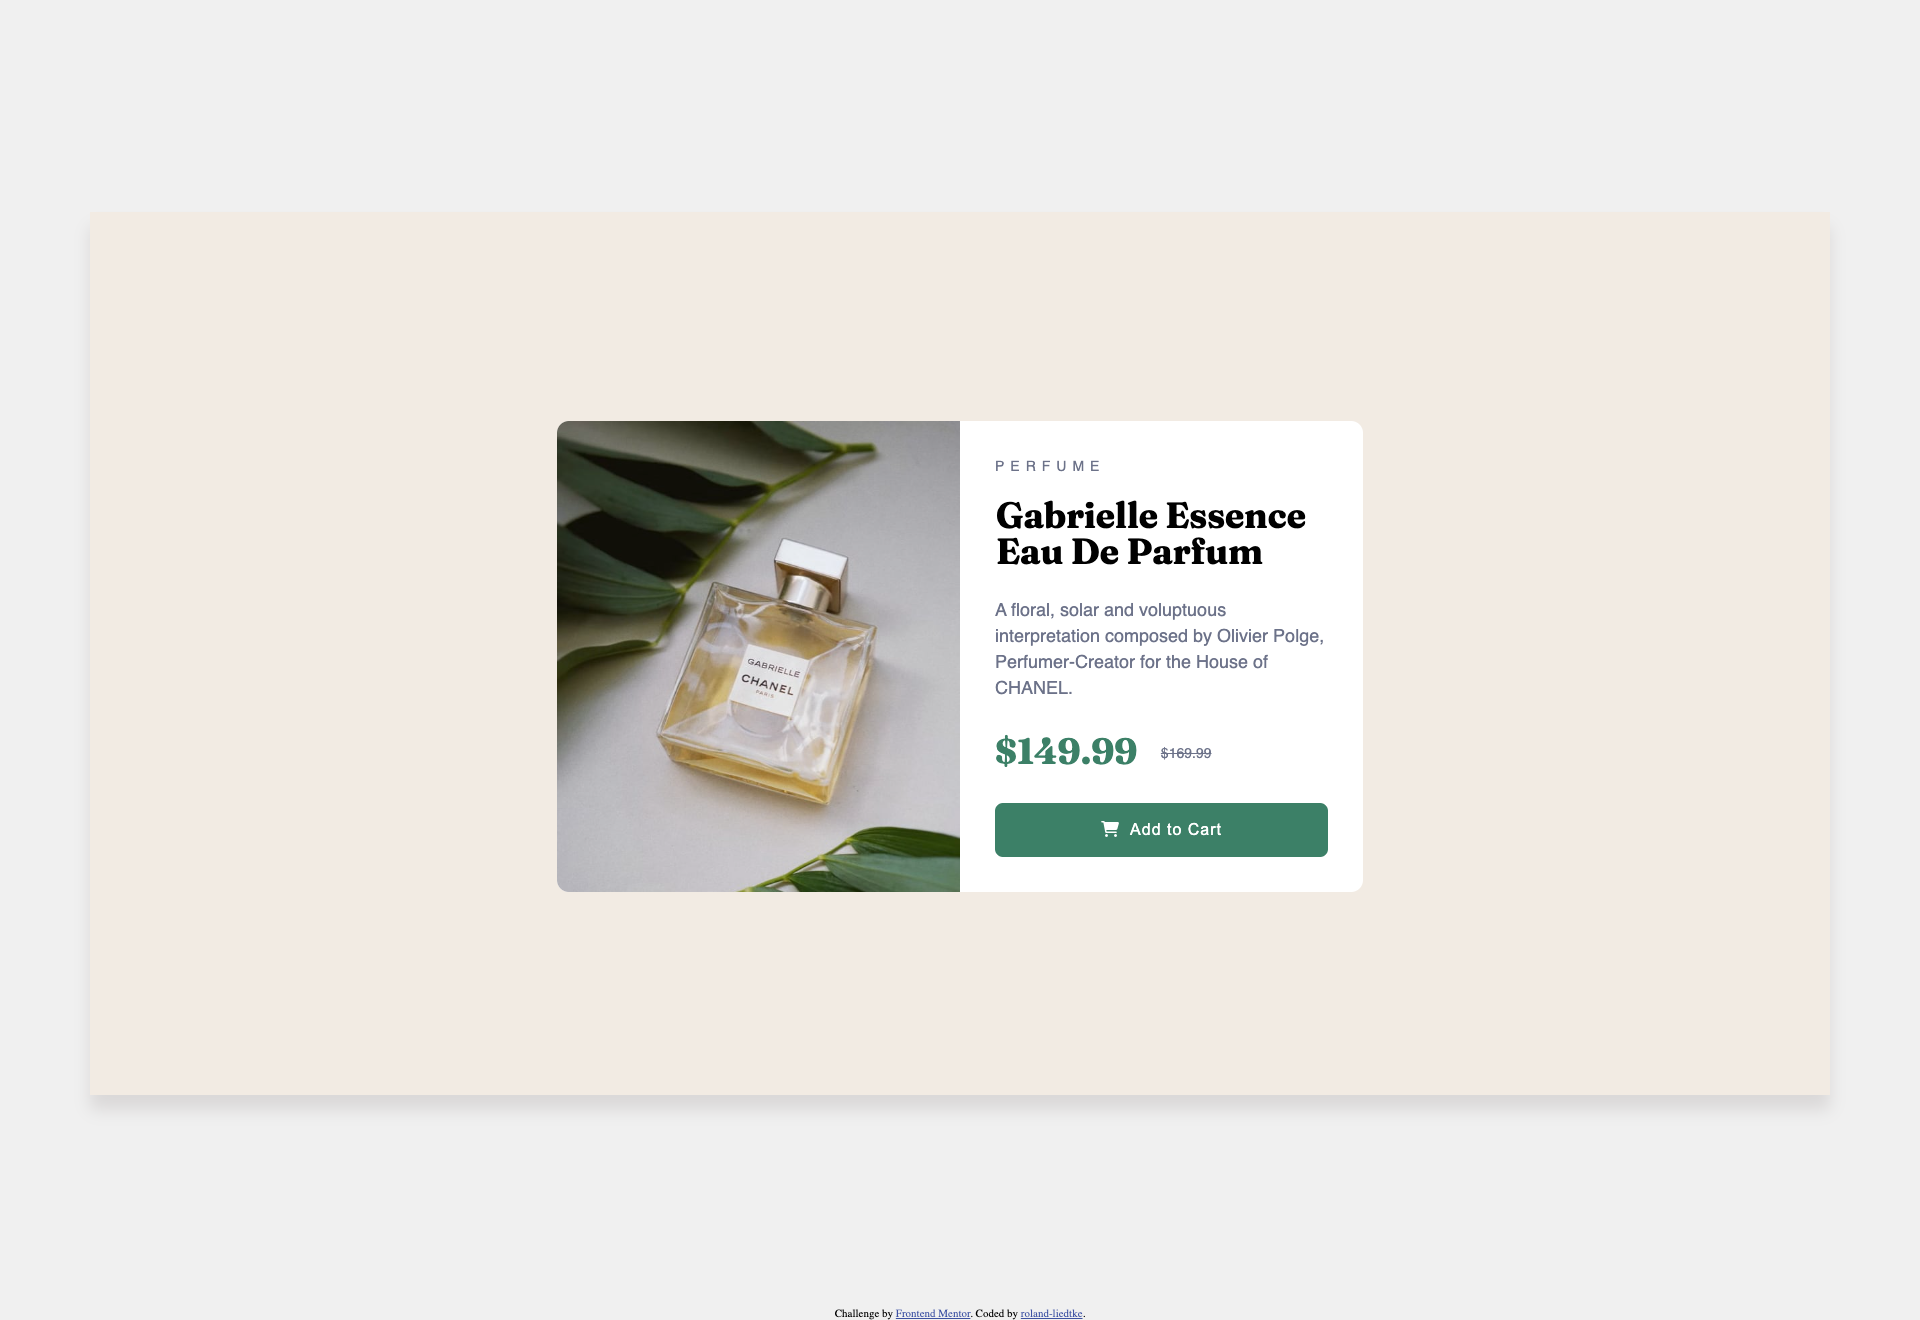 GABRIELLE
CHANEL
PARIS
PERFUME
Gabrielle Essence
Eau De Parfum
A floral, solar and voluptuous
interpretation composed by Olivier Polge,
Perfumer-Creator for the House of
CHANEL.
$149.99 $169.99
Add to Cart
Challenge by Frontend Mentor. Coded by roland-liedtke.